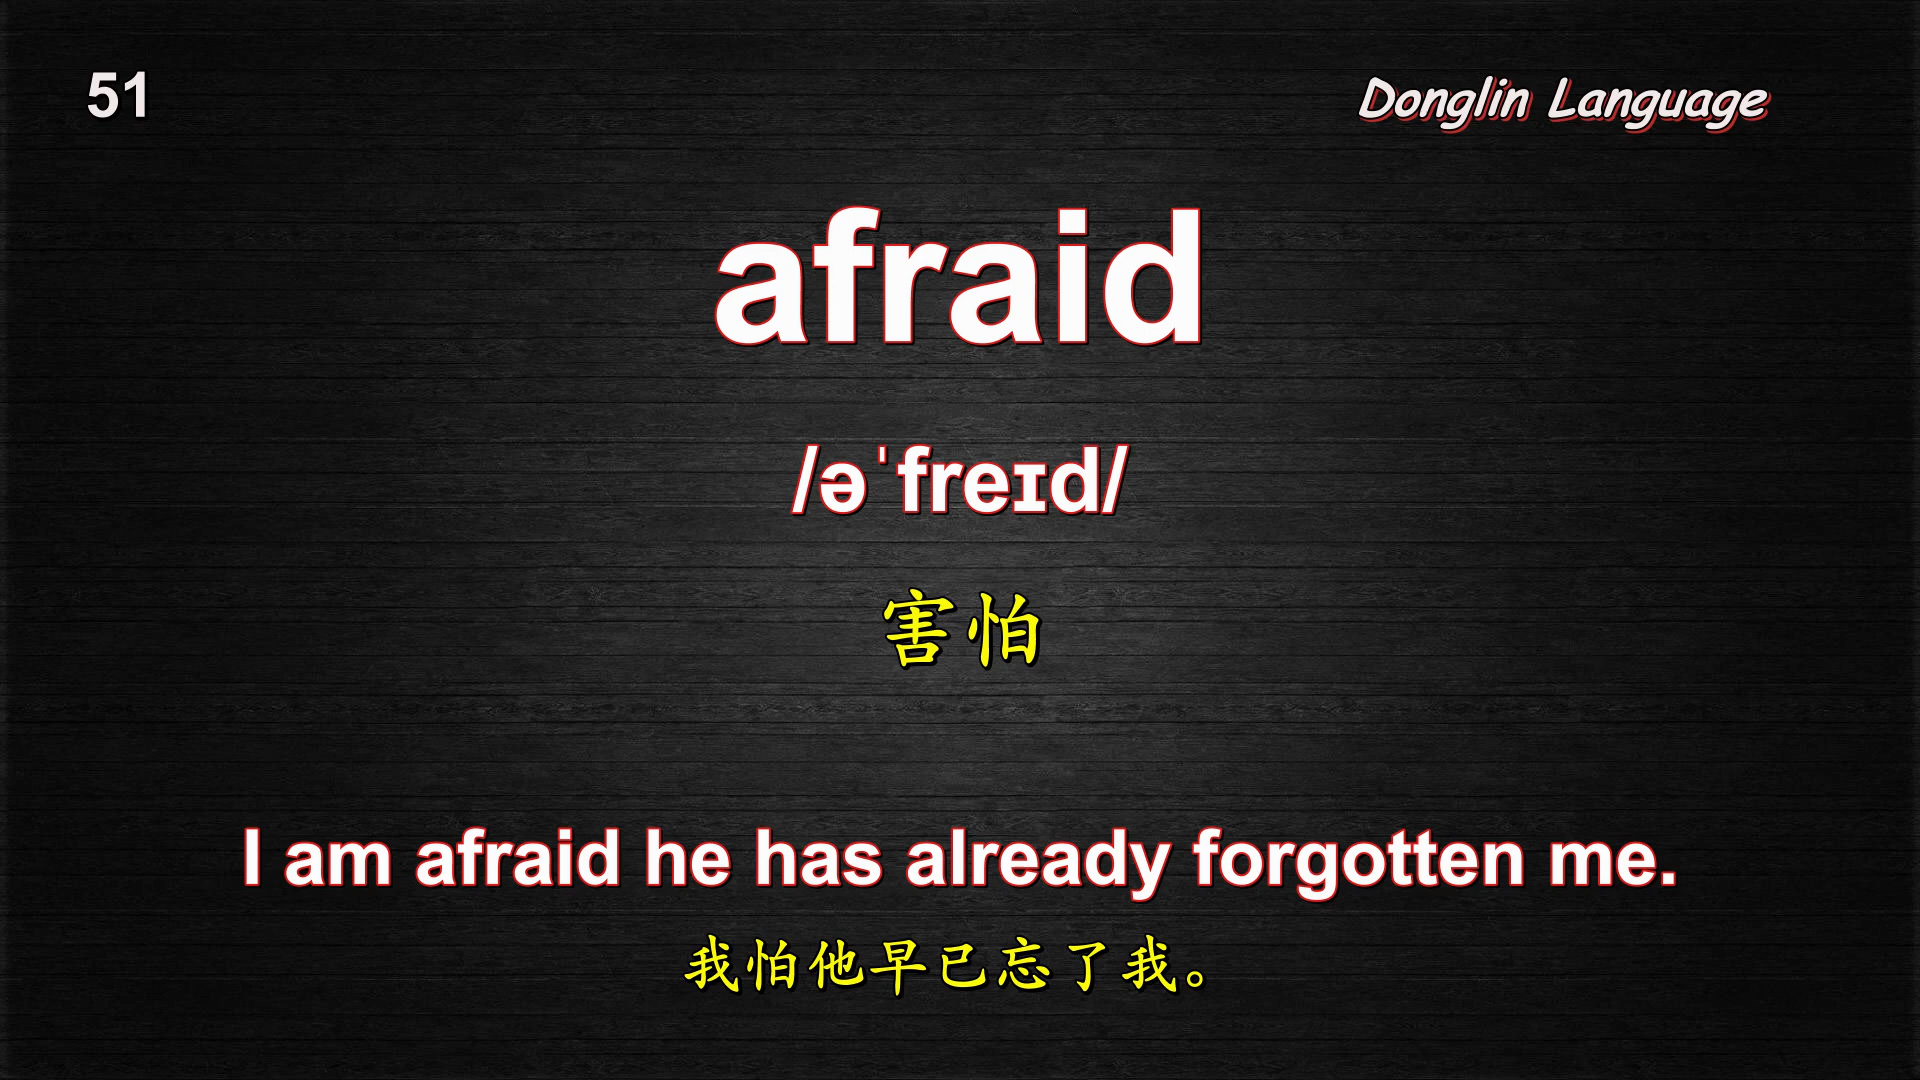 51
Donglin Language
afraid
/əˈfreɪd/
害怕
I am afraid he has already forgotten me.
我怕他早已忘了我。